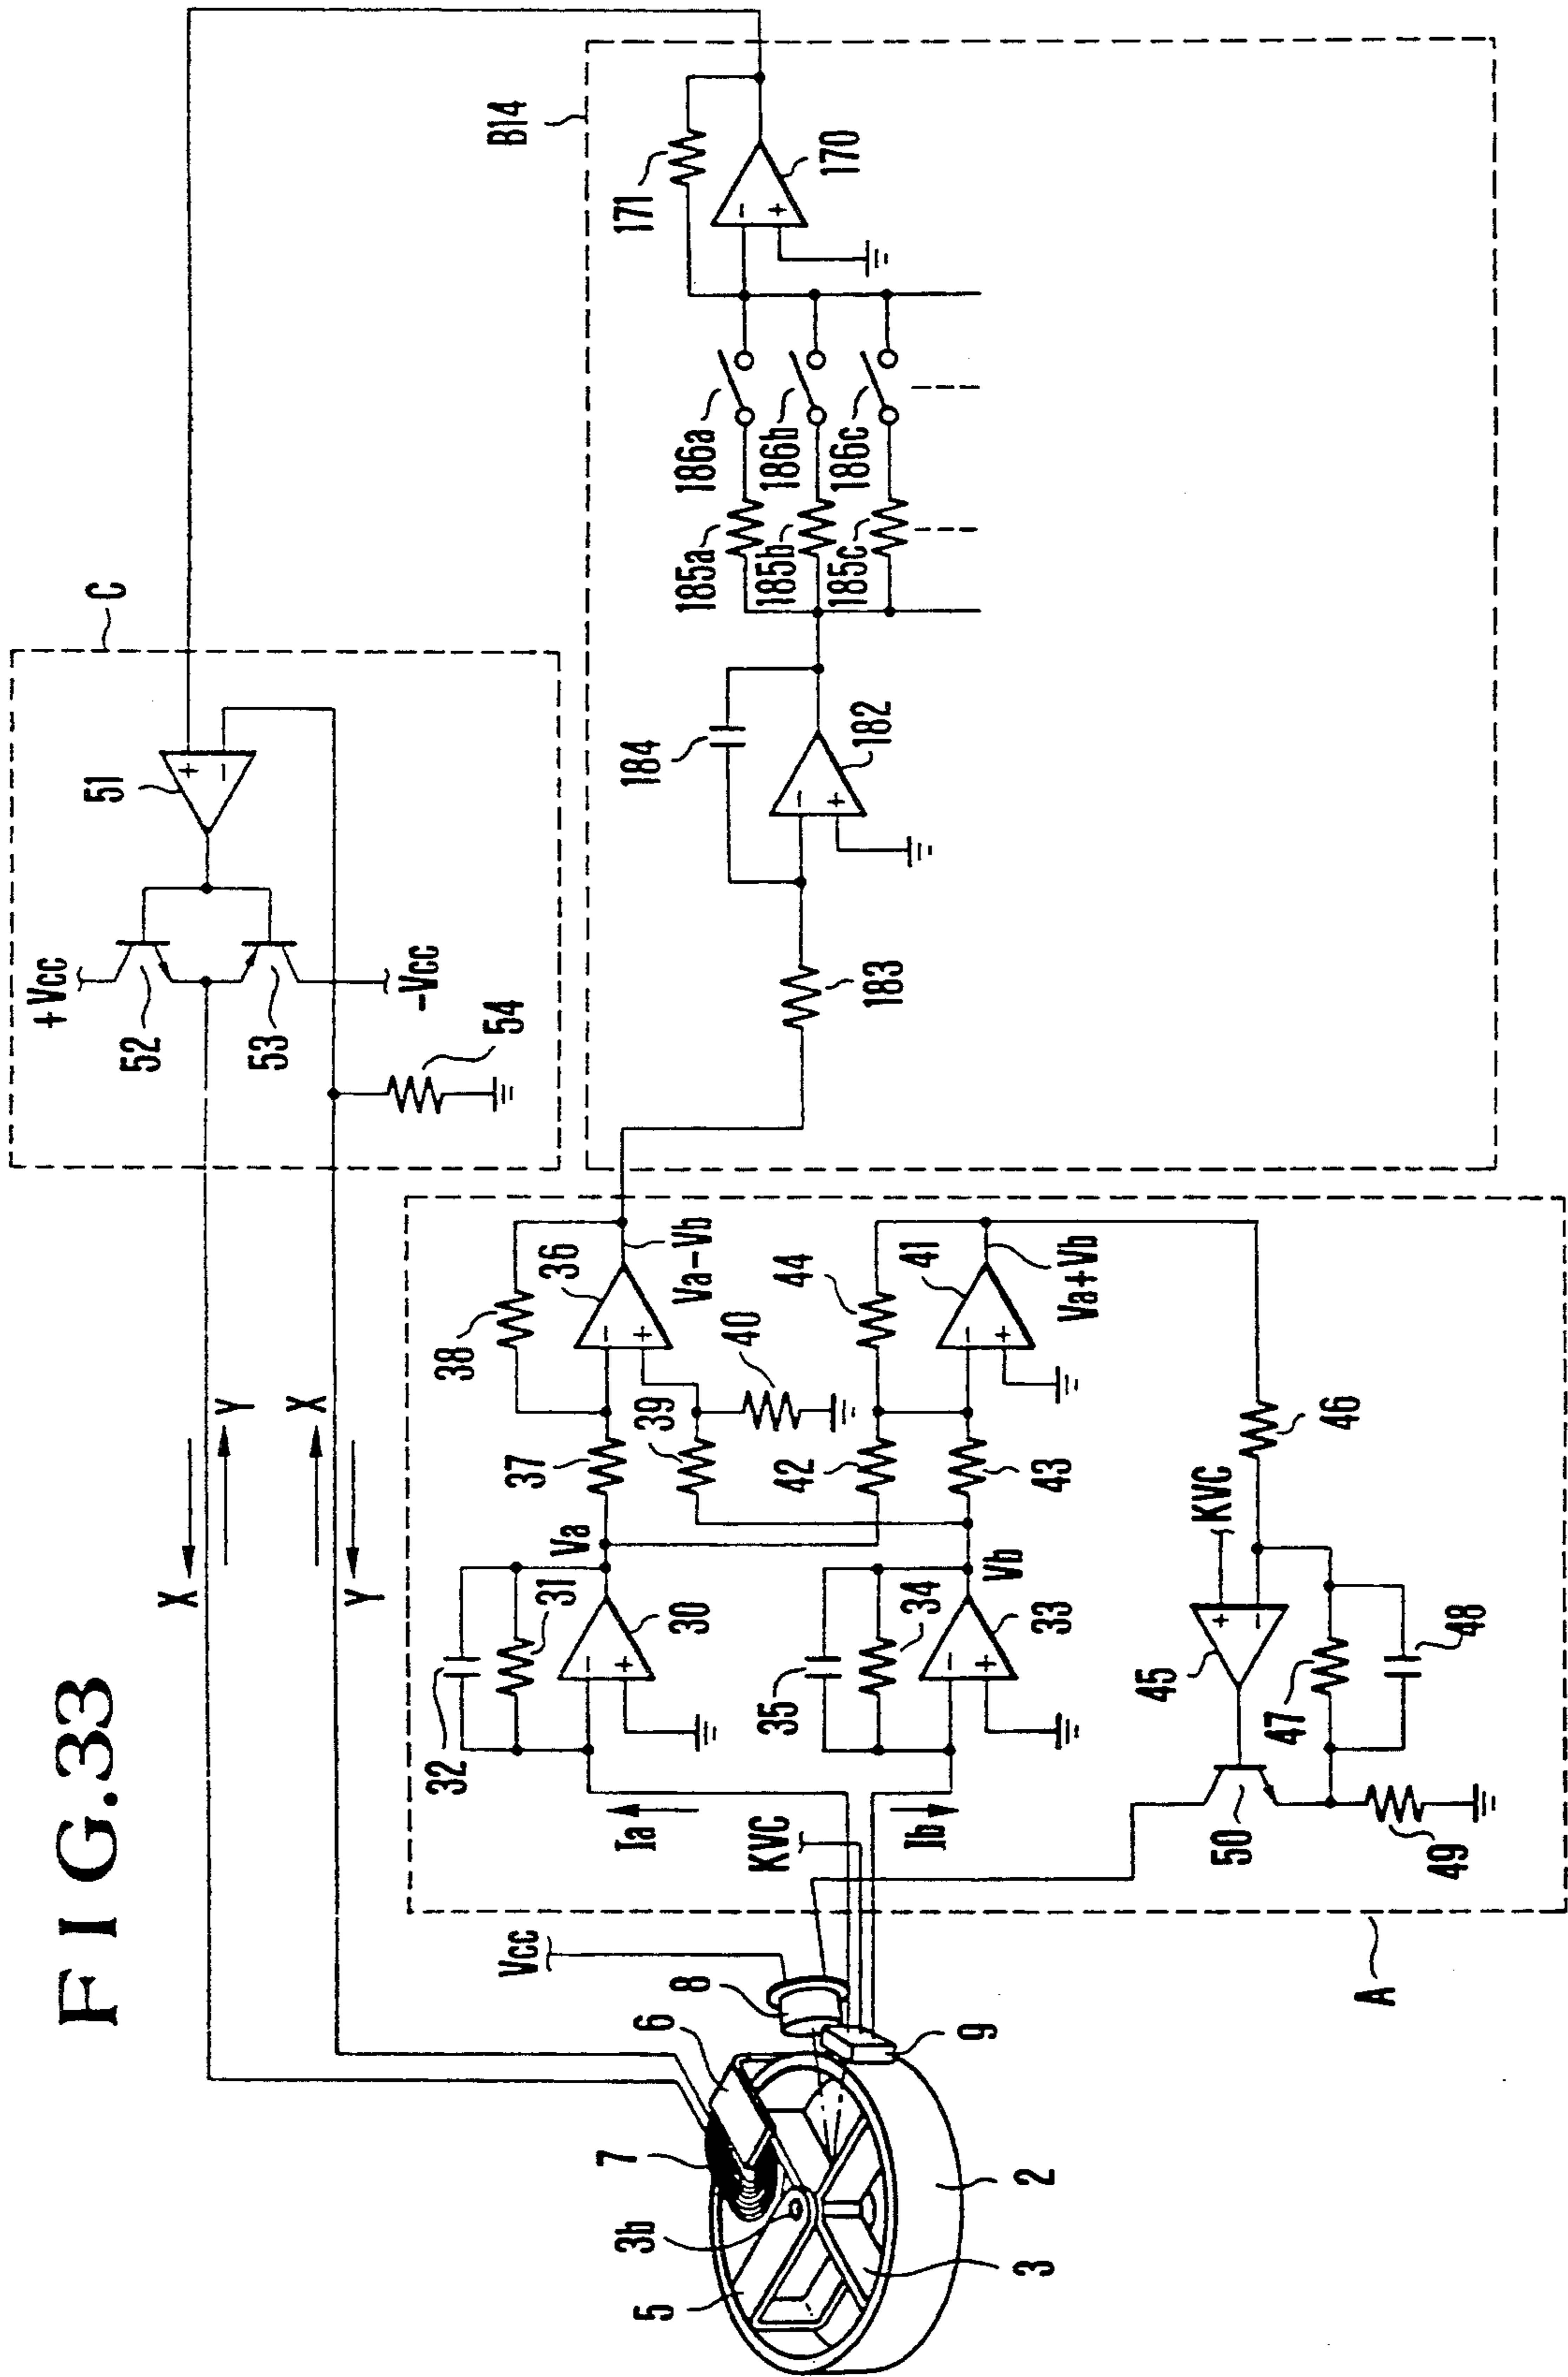 FIG.33
X
Y
X
Y
+Vcc
52
53
-Vcc
54
51
C
B14
171
170
186a
186b
186c
185a
185b
185c
184
182
183
Va-Vb
36
38
37
39
40
Va
31
32
30
44
41
Va+Vb
42
43
Vb
34
35
33
46
KVC
45
47
48
50
49
Ia
KVC
Ib
A
Vcc
8
6
9
7
3b
5
3
2